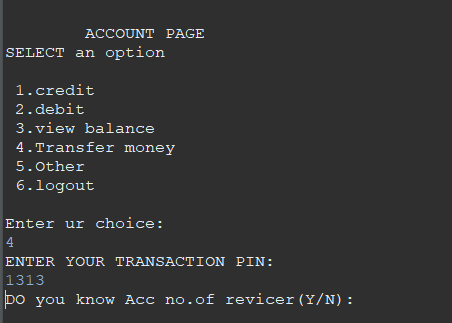 ACCOUNT PAGE
SELECT an option
1.credit
2.debit
3.view balance
4.Transfer money
5.Other
6.logout
Enter ur choice:
4
ENTER YOUR TRANSACTION PIN:
1313
DO you know Acc no.of revicer(Y/N):